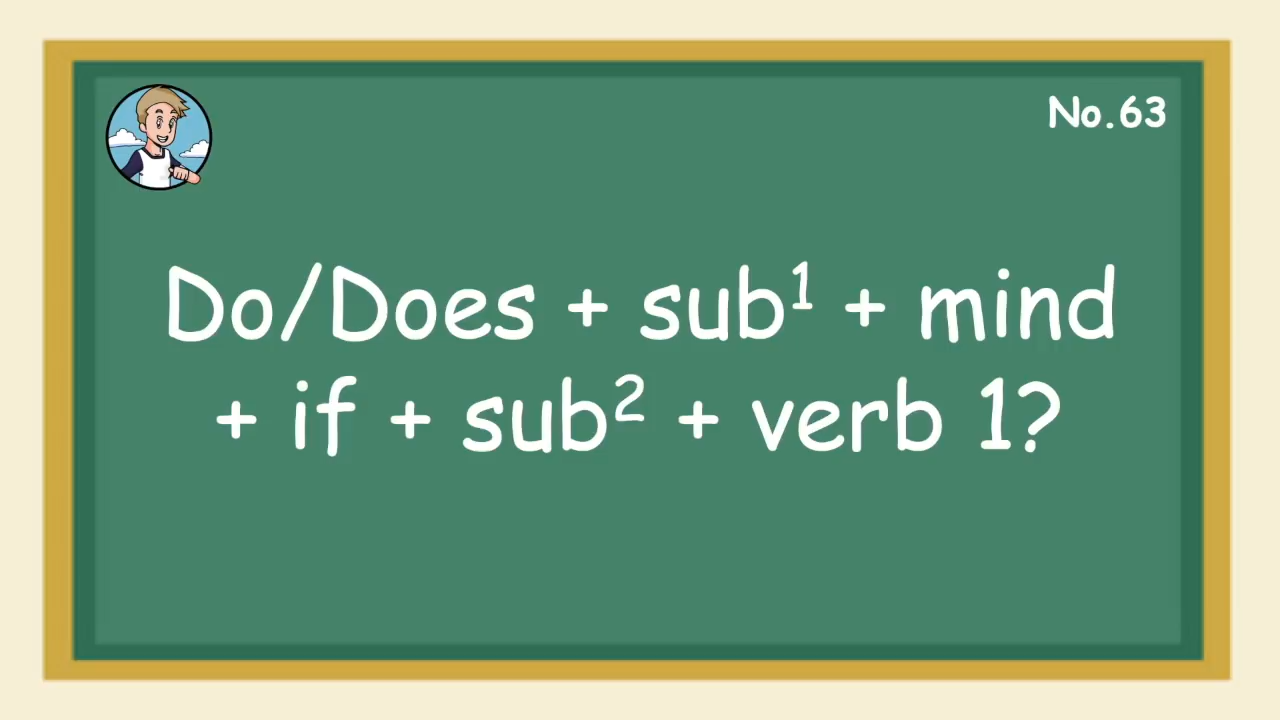 No.63
Do/Does + sub¹ + mind
+ if + sub² + verb 1?